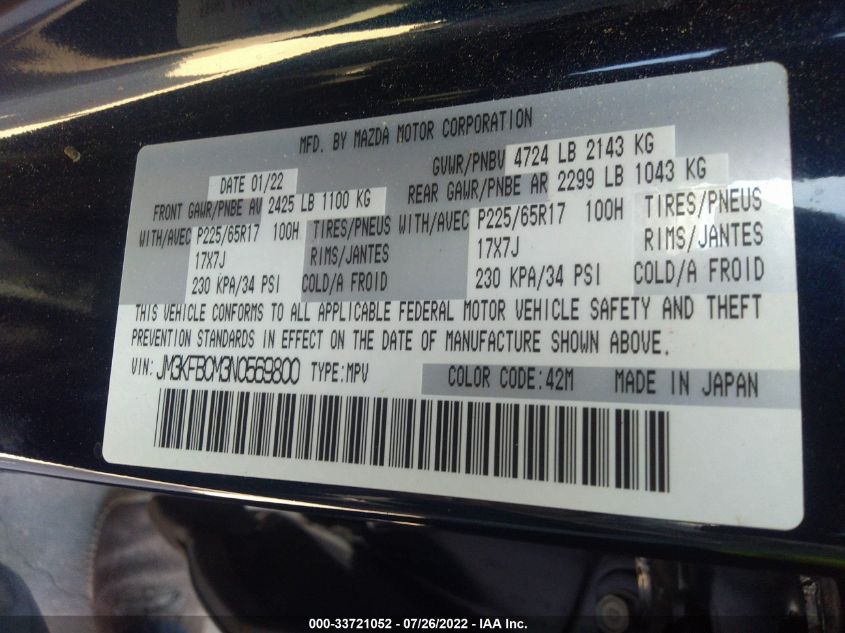 MFD. BY MAZDA MOTOR CORPORATION
DATE 01/22 GVWR/PNBV 4724 LB 2143 KG
FRONT GAWR/PNBE AV 2425 LB 1100 KG REAR GAWR/PNBE AR 2299 LB 1043 KG
WITH/AVEC P225/65R17 100H TIRES/PNEUS WITH/AVEC P225/65R17 100H TIRES/PNEUS
17X7J RIMS/JANTES 17X7J RIMS/JANTES
230 KPA/34 PSI COLD/A FROID 230 KPA/34 PSI COLD/A FROID
THIS VEHICLE CONFORMS TO ALL APPLICABLE FEDERAL MOTOR VEHICLE SAFETY AND THEFT
PREVENTION STANDARDS IN EFFECT ON THE DATE OF MANUFACTURE SHOWN ABOVE.
VIN: JM3KFBCM3N0569800 TYPE:MPV COLOR CODE:42M MADE IN JAPAN
000-33721052 - 07/26/2022 - IAA Inc.